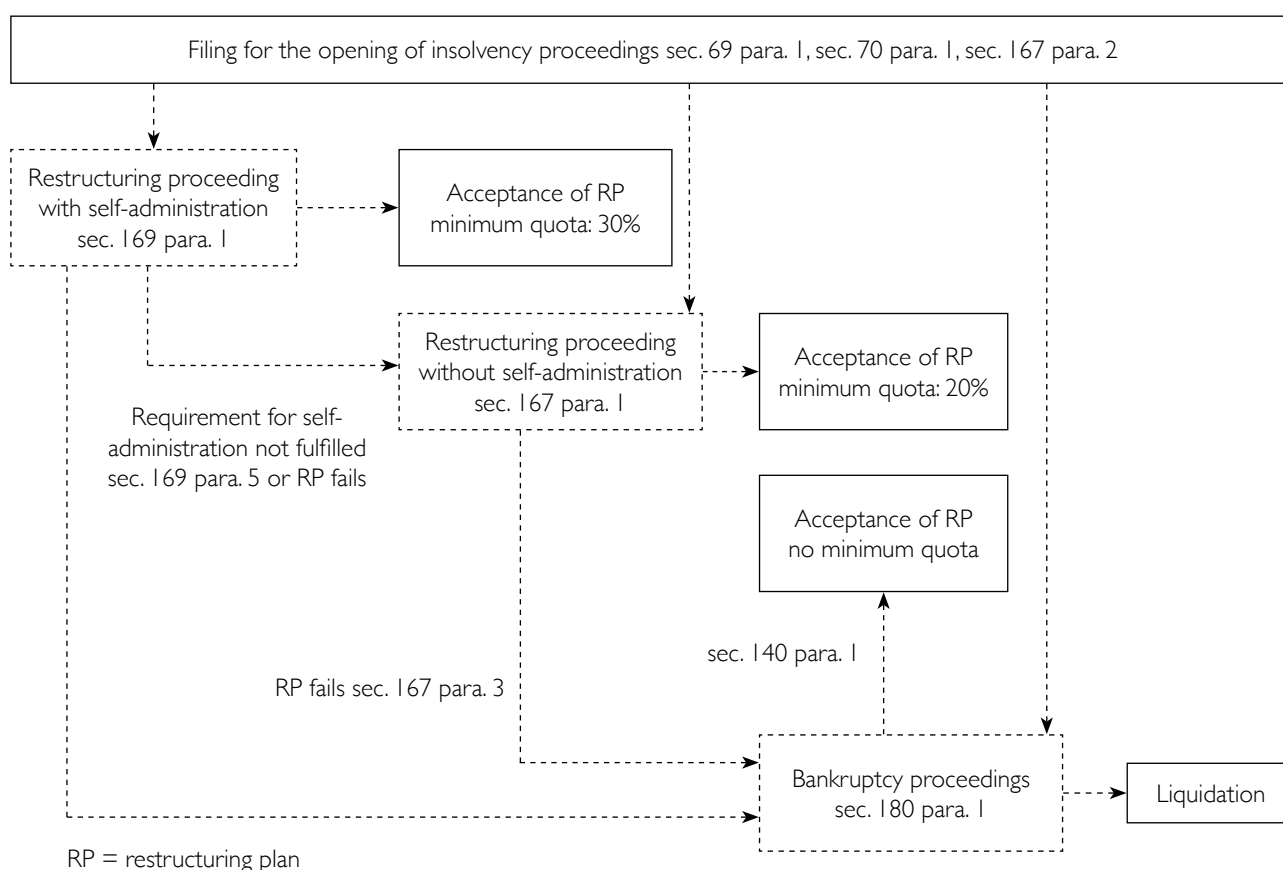 Filing for the opening of insolvency proceedings sec. 69 para. 1, sec. 70 para. 1, sec. 167 para. 2
Restructuring proceeding
with self-administration
sec. 169 para. 1
Acceptance of RP
minimum quota: 30%
Restructuring proceeding
without self-administration
sec. 167 para. 1
Acceptance of RP
minimum quota: 20%
Requirement for self-
administration not fulfilled
sec. 169 para. 5 or RP fails
Acceptance of RP
no minimum quota
sec. 140 para. 1
RP fails sec. 167 para. 3
Bankruptcy proceedings
sec. 180 para. 1
Liquidation
RP = restructuring plan